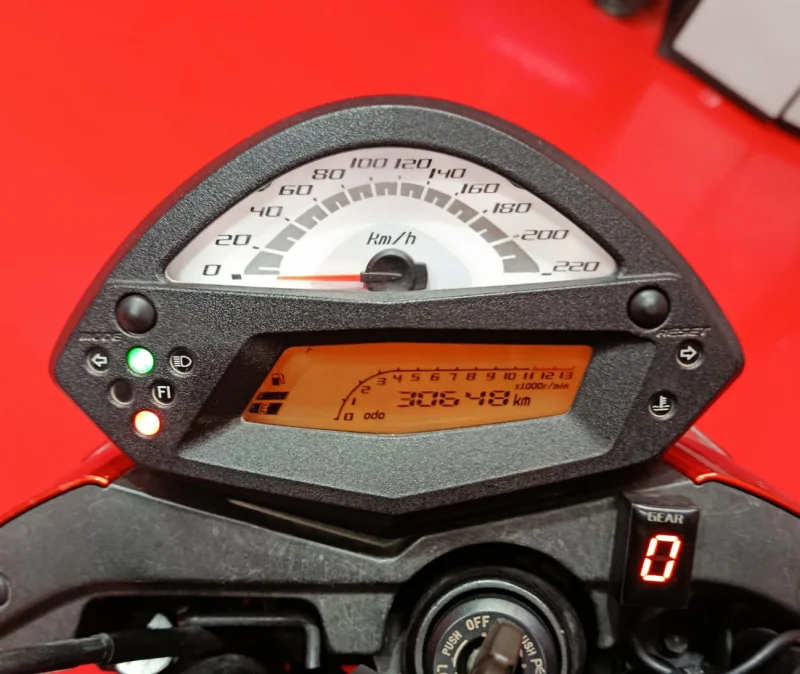 0 20 40 60 80 100 120 140 160 180 200 220
km/h
MODE
RESET
FI
F
E
0 1 2 3 4 5 6 7 8 9 10 11 12 13
x1000r/min
odo 30648 km
GEAR
0
PUSH OFF PUSH